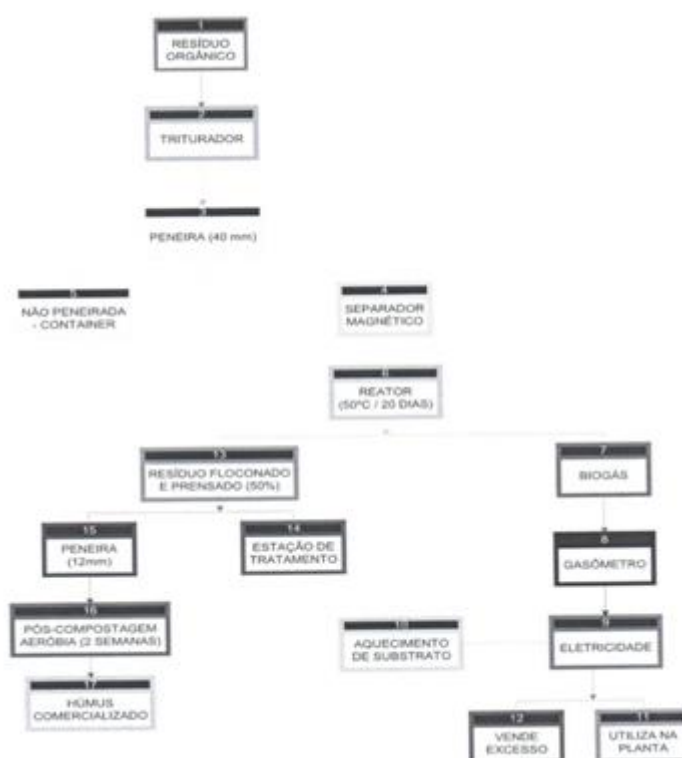 1
RESÍDUO
ORGÂNICO
2
TRITURADOR
3
PENEIRA (40 mm)
5
NÃO PENEIRADA
- CONTAINER
4
SEPARADOR
MAGNÉTICO
6
REATOR
(50ºC / 20 DIAS)
13
RESÍDUO FLOCONADO
E PRENSADO (50%)
7
BIOGÁS
15
PENEIRA
(12mm)
14
ESTAÇÃO DE
TRATAMENTO
8
GASÔMETRO
16
PÓS-COMPOSTAGEM
AERÓBIA (2 SEMANAS)
10
AQUECIMENTO
DE SUBSTRATO
9
ELETRICIDADE
17
HÚMUS
COMERCIALIZADO
12
VENDE
EXCESSO
11
UTILIZA NA
PLANTA